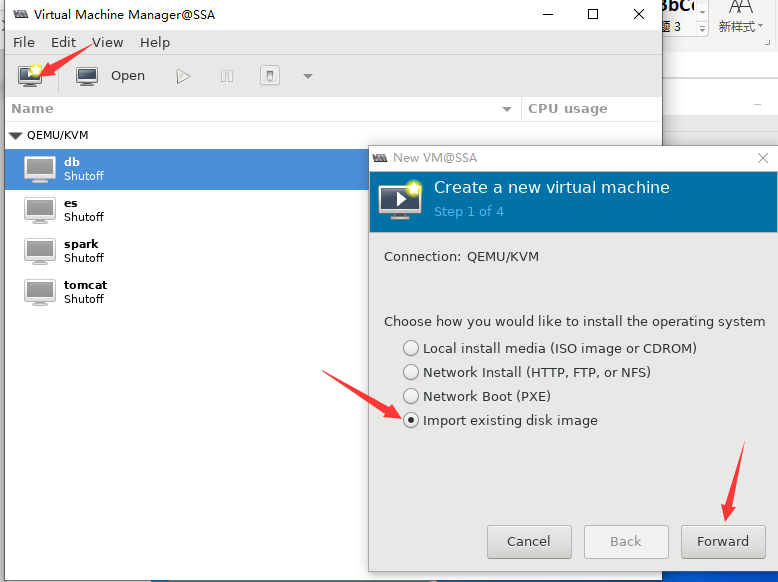 Virtual Machine Manager@SSA
File Edit View Help
Open
Name CPU usage
QEMU/KVM
db
Shutoff
es
Shutoff
spark
Shutoff
tomcat
Shutoff
New VM@SSA
Create a new virtual machine
Step 1 of 4
Connection: QEMU/KVM
Choose how you would like to install the operating system
Local install media (ISO image or CDROM)
Network Install (HTTP, FTP, or NFS)
Network Boot (PXE)
Import existing disk image
Cancel Back Forward
AA
题 3
新样式